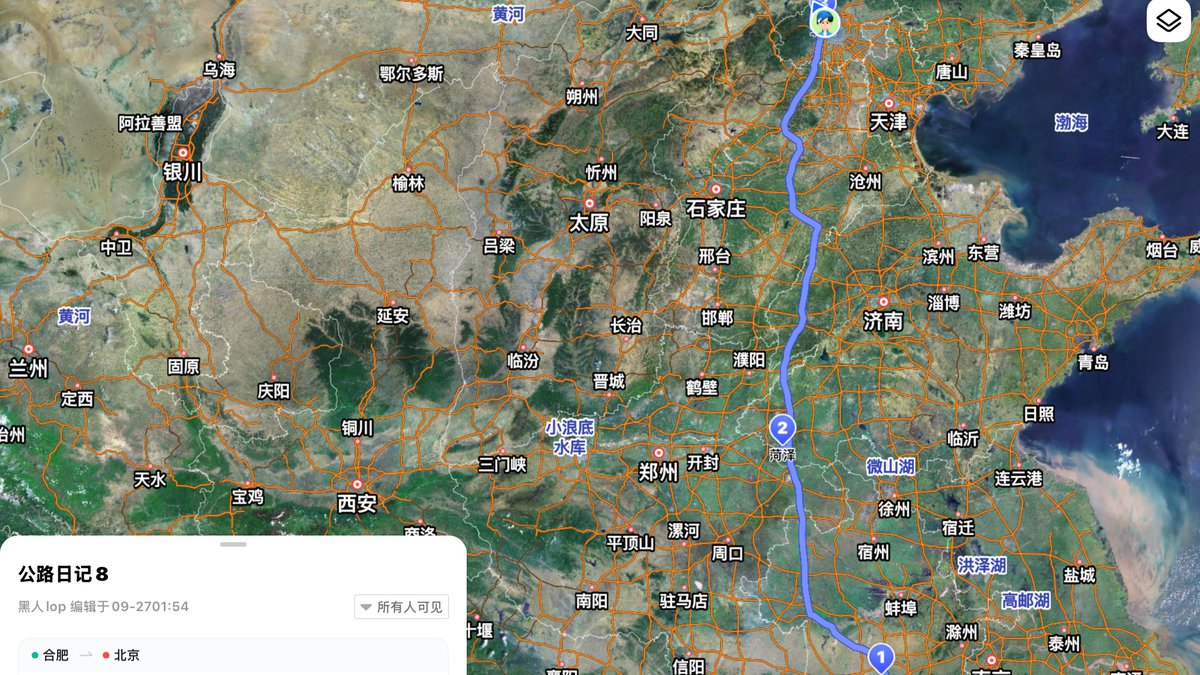 黄河
大同
秦皇岛
乌海
鄂尔多斯
唐山
朔州
阿拉善盟
天津
渤海
大连
银川
忻州
榆林
沧州
太原
阳泉
石家庄
中卫
吕梁
邢台
滨州
东营
烟台
威
黄河
延安
长治
邯郸
济南
淄博
潍坊
兰州
固原
临汾
濮阳
青岛
定西
庆阳
晋城
鹤壁
日照
铜川
小浪底
水库
2
菏泽
临沂
三门峡
郑州
开封
微山湖
连云港
天水
宝鸡
西安
徐州
宿迁
商洛
平顶山
漯河
周口
宿州
洪泽湖
盐城
南阳
驻马店
蚌埠
高邮湖
十堰
滁州
泰州
信阳
1
公路日记8
黑人lop 编辑于09-2701:54
所有人可见
合肥 → 北京